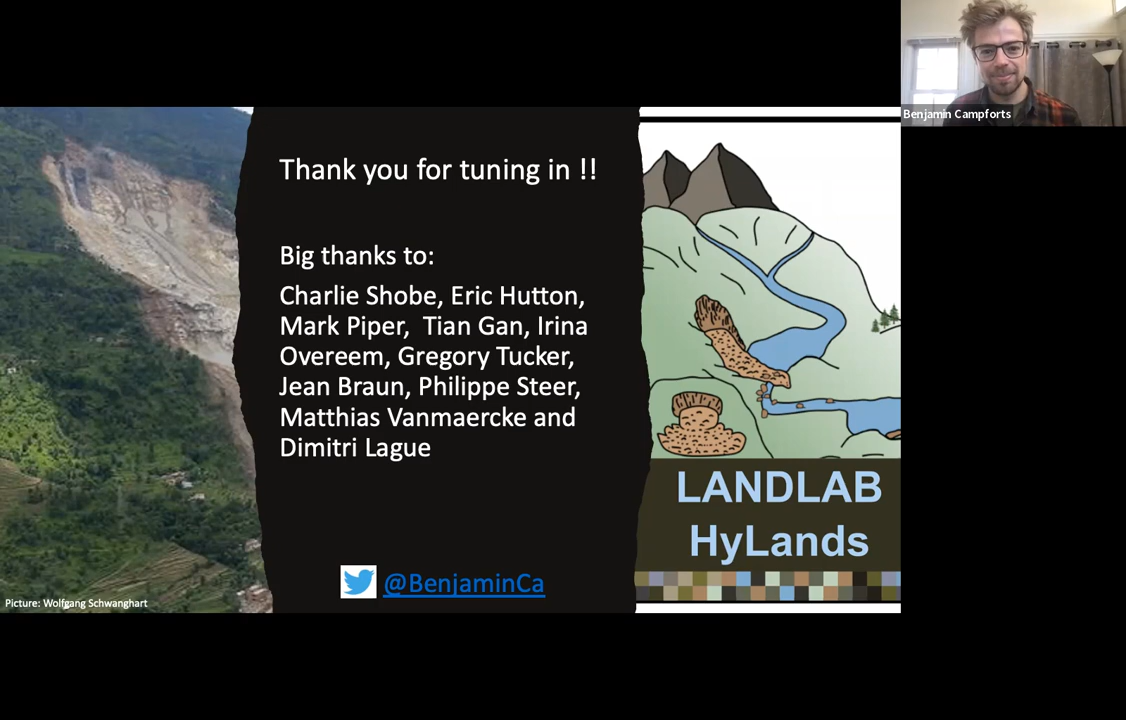 Benjamin Campforts
Thank you for tuning in !!
Big thanks to:
Charlie Shobe, Eric Hutton,
Mark Piper,  Tian Gan, Irina
Overeem, Gregory Tucker,
Jean Braun, Philippe Steer,
Matthias Vanmaercke and
Dimitri Lague
@BenjaminCa
Picture: Wolfgang Schwanghart
LANDLAB
HyLands